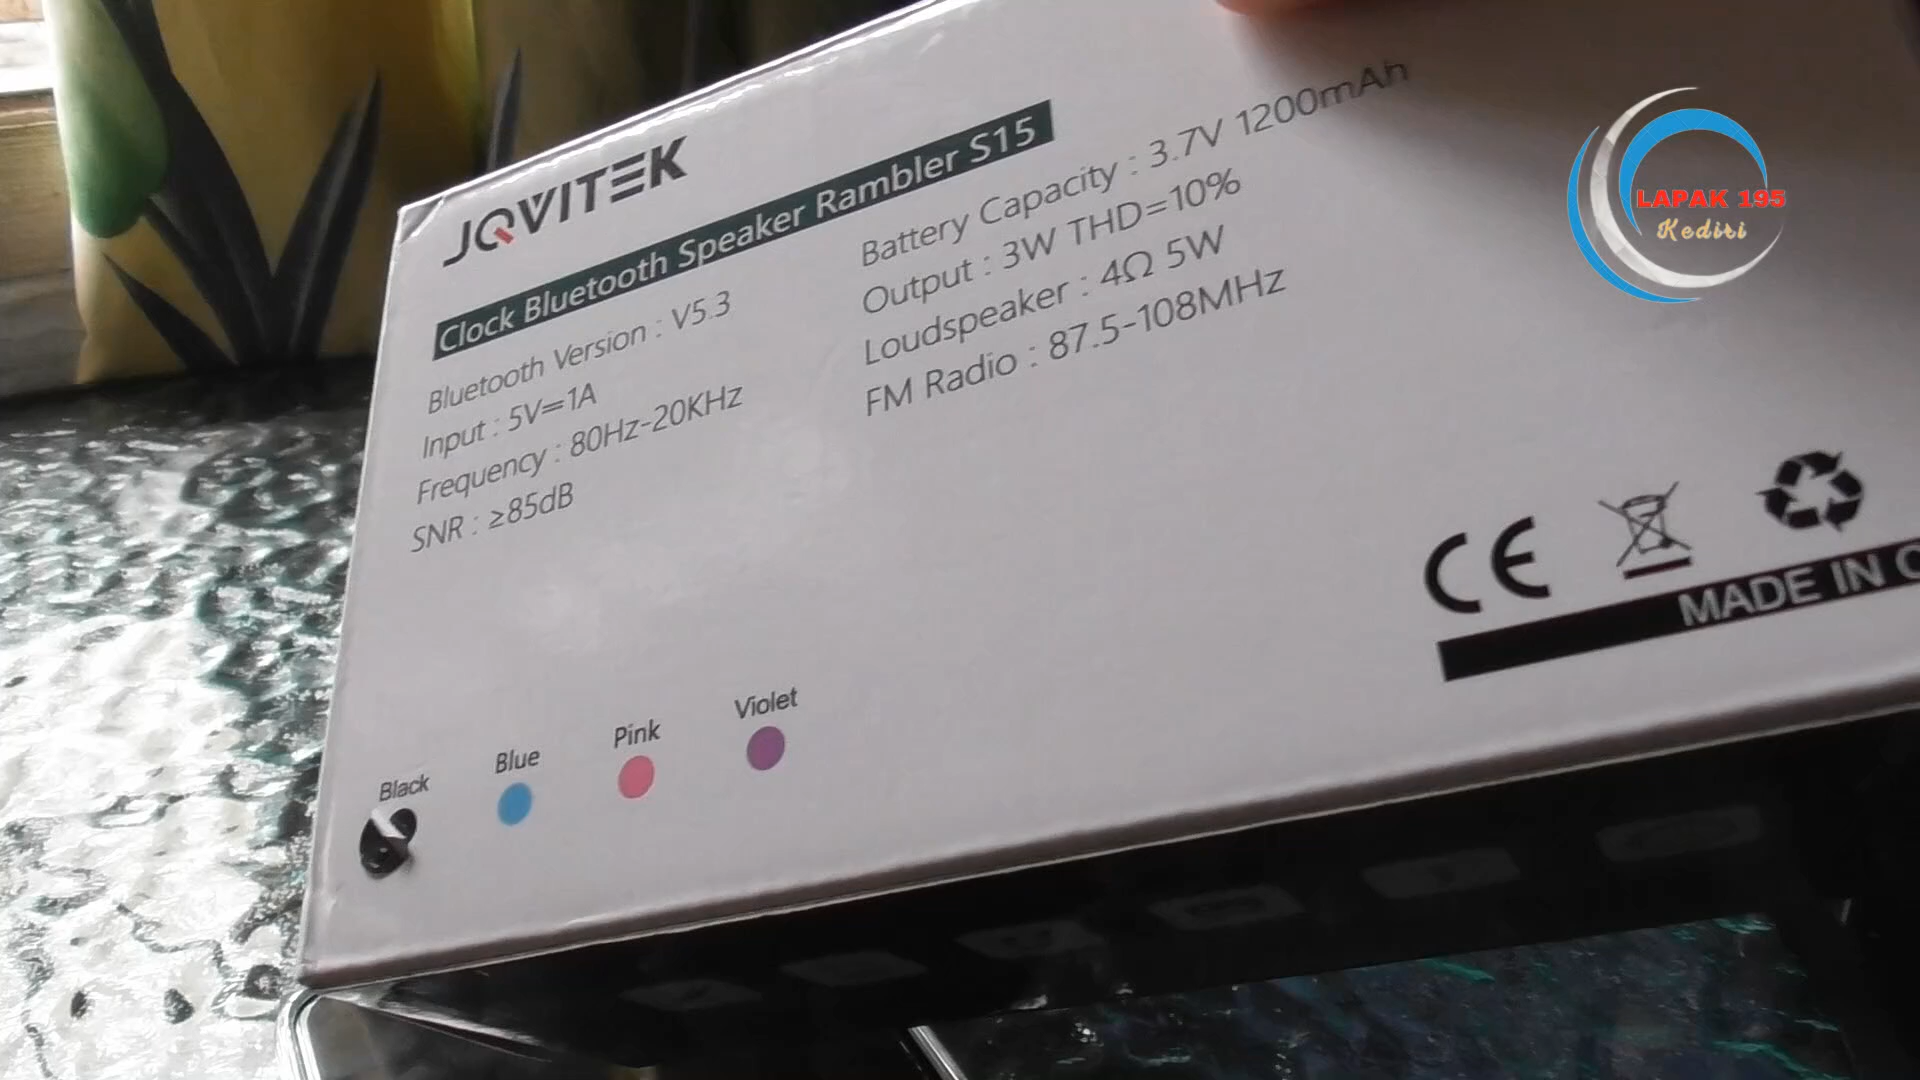 JOVITEK
Clock Bluetooth Speaker Rambler S15
Bluetooth Version : V5.3
Input : 5V=1A
Frequency : 80Hz-20KHz
SNR : ≥85dB
Battery Capacity : 3.7V 1200mAh
Output : 3W THD=10%
Loudspeaker : 4Ω 5W
FM Radio : 87.5-108MHz
CE
MADE IN C
Black
Blue
Pink
Violet
LAPAK 195
Kediri